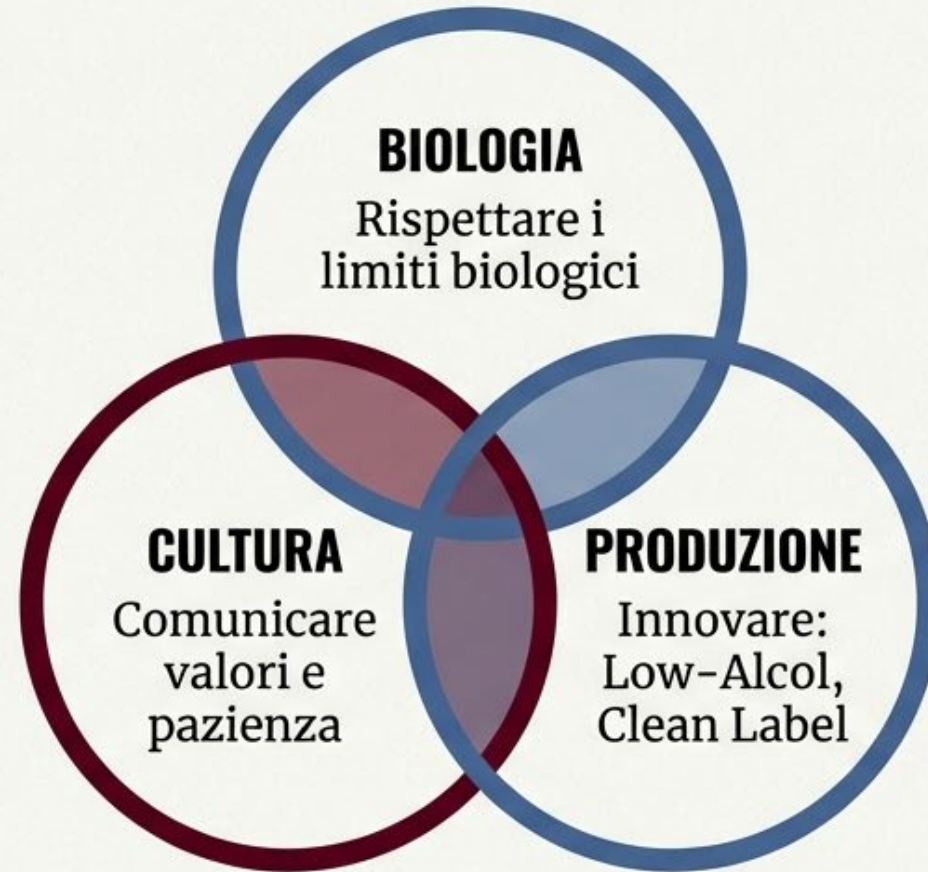 BIOLOGIA
Rispettare i
limiti biologici
CULTURA
Comunicare
valori e
pazienza
PRODUZIONE
Innovare:
Low-Alcol,
Clean Label